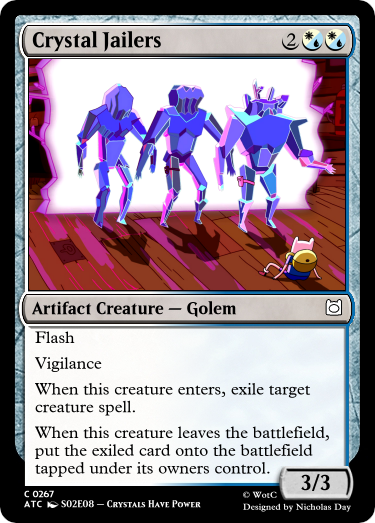 Crystal Jailers
2
Artifact Creature — Golem
Flash
Vigilance
When this creature enters, exile target
creature spell.
When this creature leaves the battlefield,
put the exiled card onto the battlefield
tapped under its owners control.
3/3
C 0267
ATC S02E08 – Crystals Have Power
© WotC
Designed by Nicholas Day